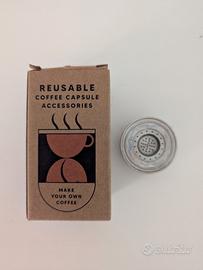 REUSABLE
COFFEE CAPSULE
ACCESSORIES
MAKE
YOUR OWN
COFFEE